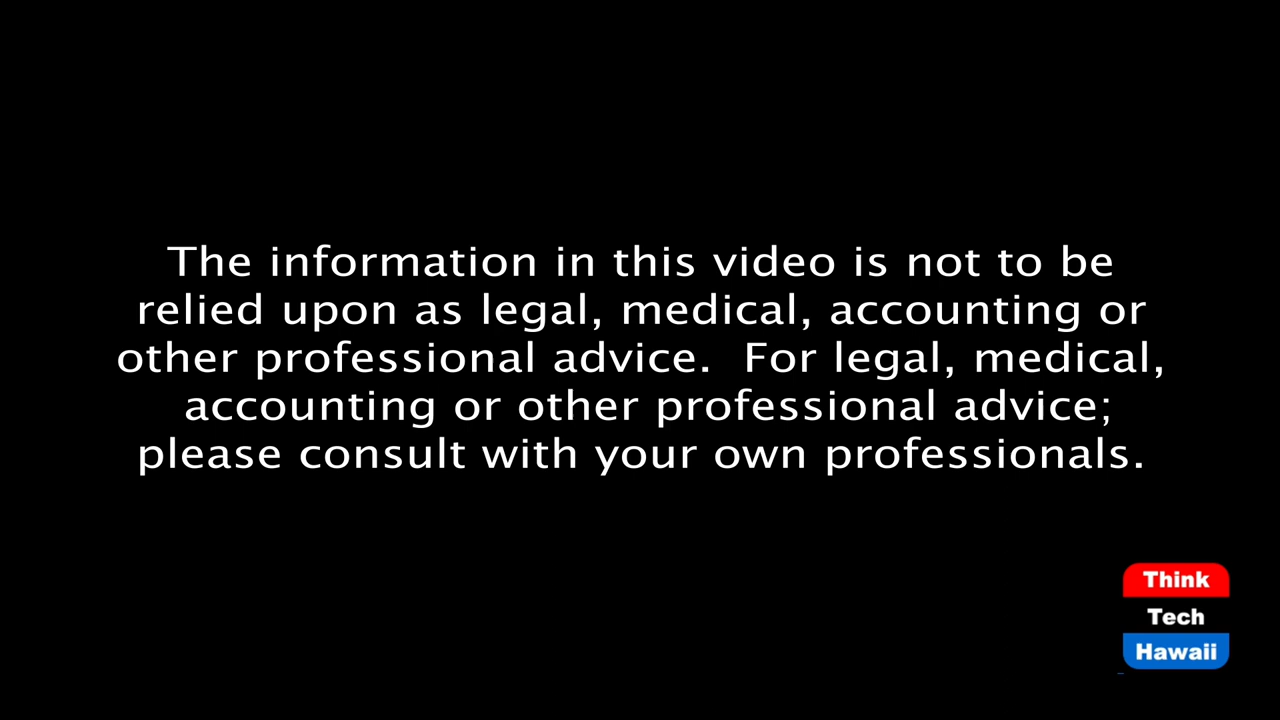 The information in this video is not to be
relied upon as legal, medical, accounting or
other professional advice.  For legal, medical,
accounting or other professional advice;
please consult with your own professionals.
Think
Tech
Hawaii